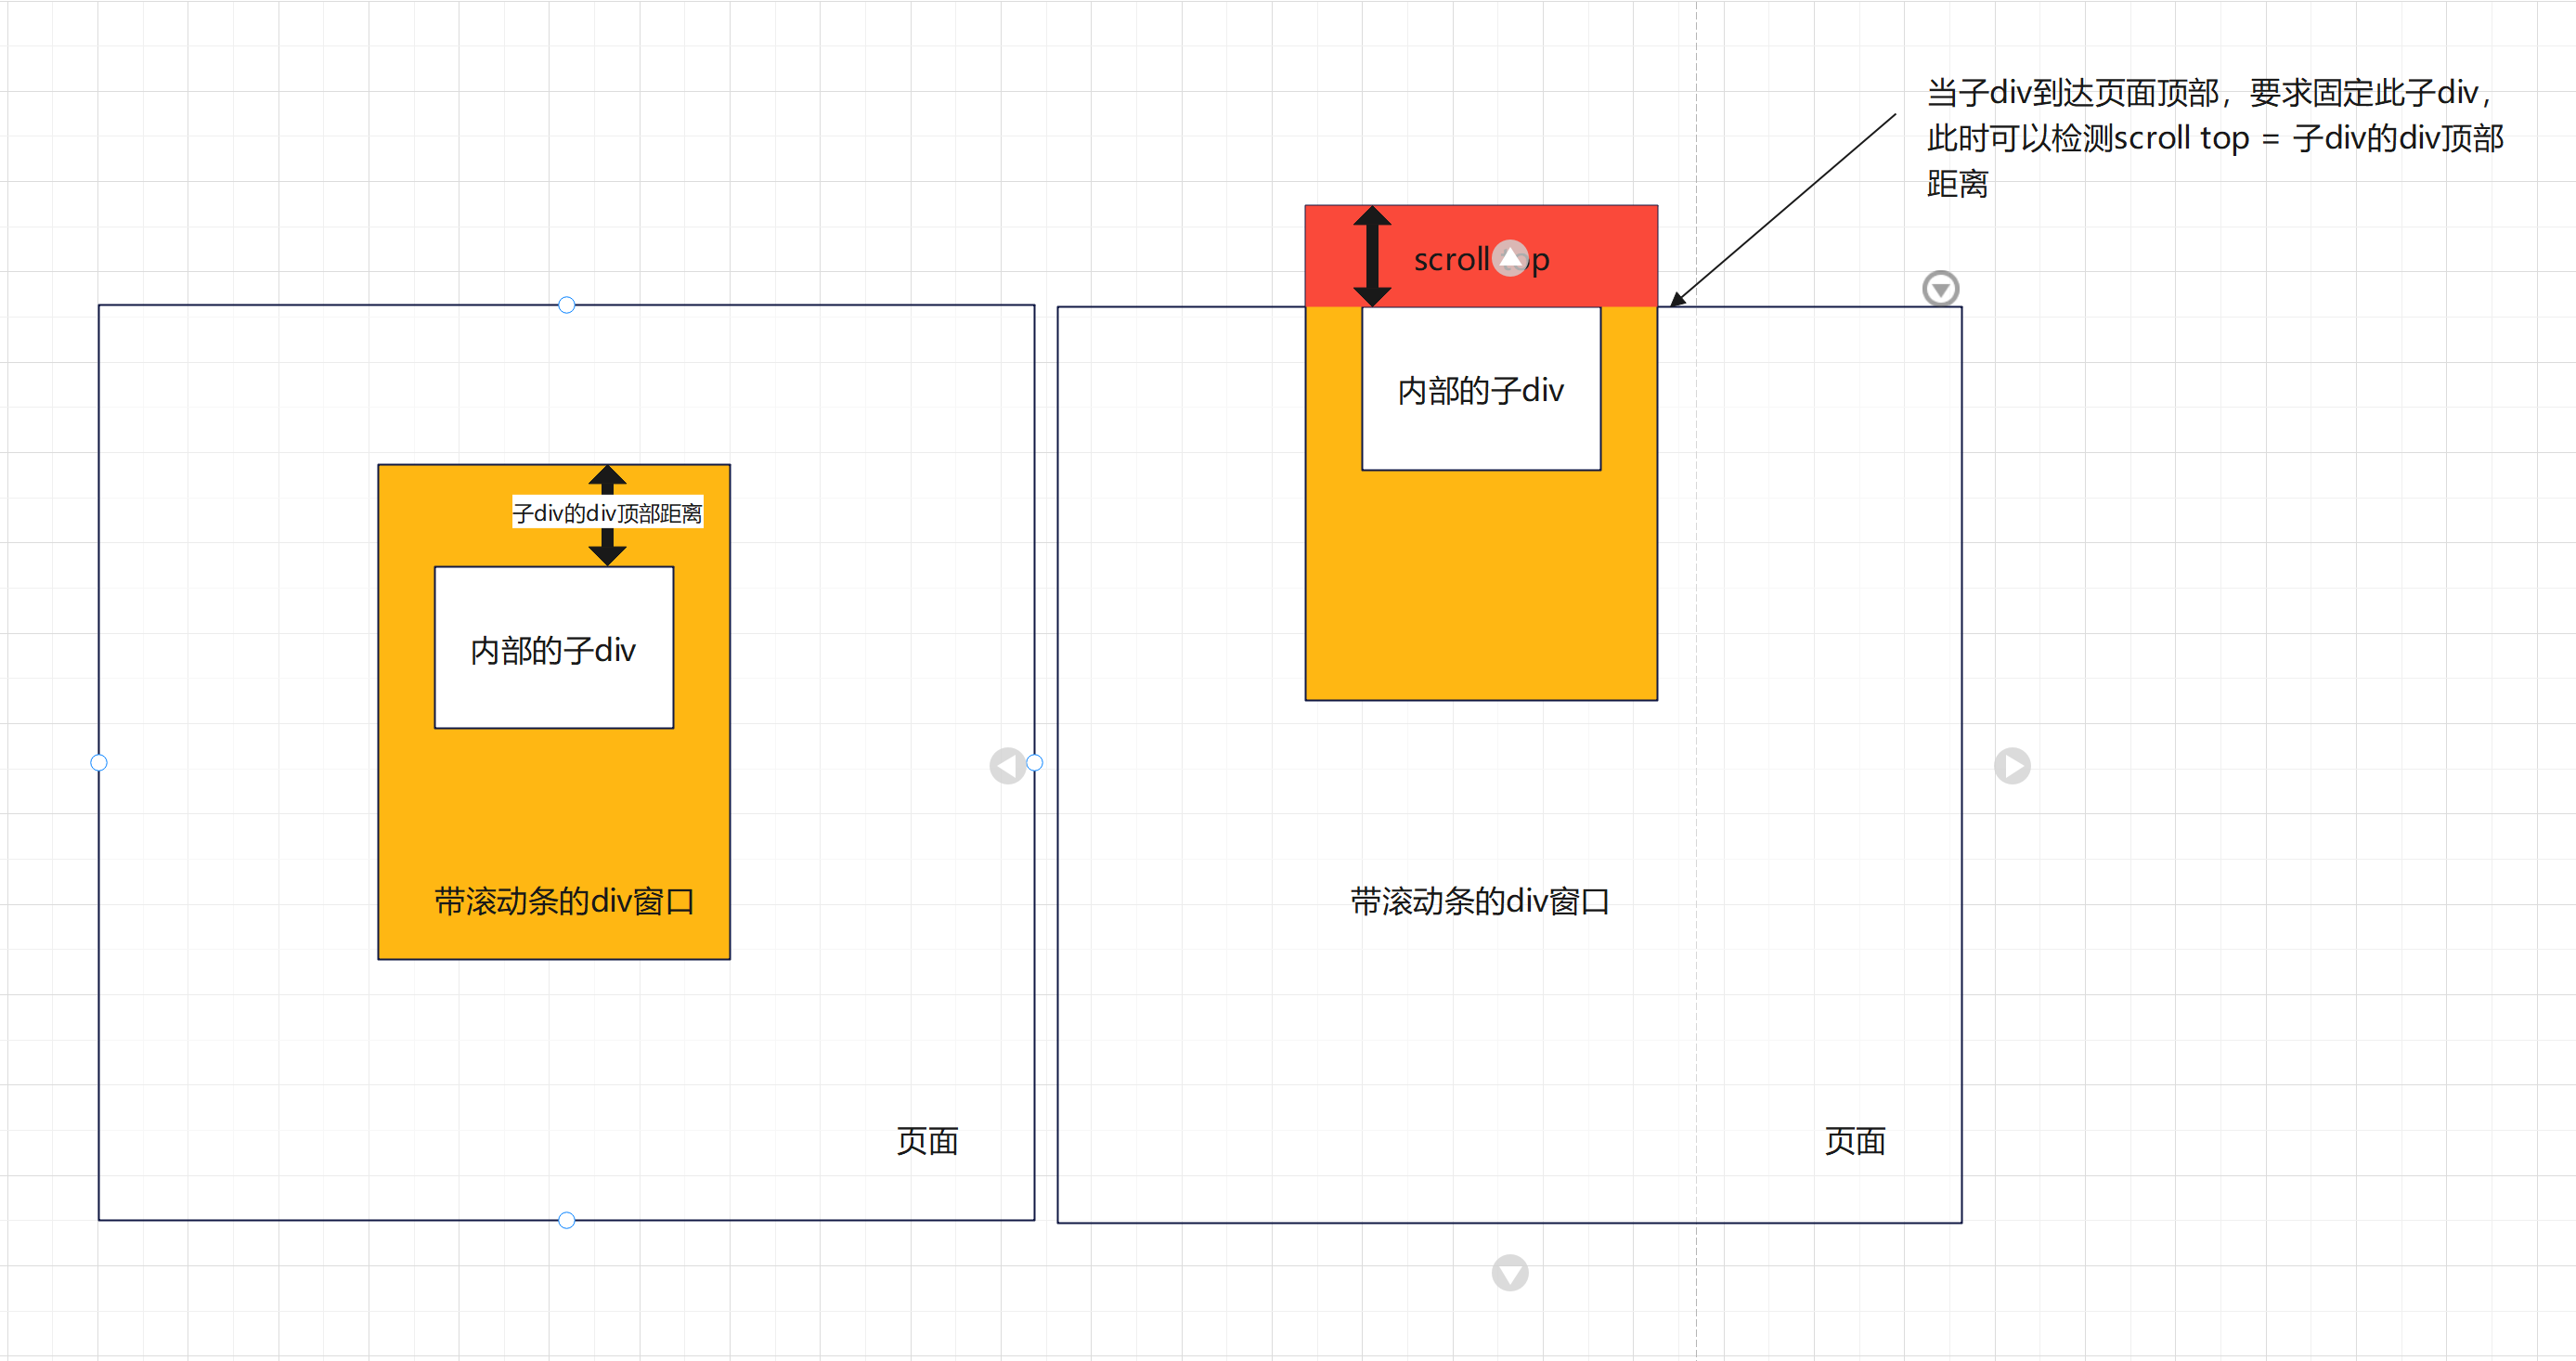 当子div到达页面顶部，要求固定此子div，
此时可以检测scroll top = 子div的div顶部
距离
scroll top
内部的子div
子div的div顶部距离
内部的子div
带滚动条的div窗口
带滚动条的div窗口
页面
页面